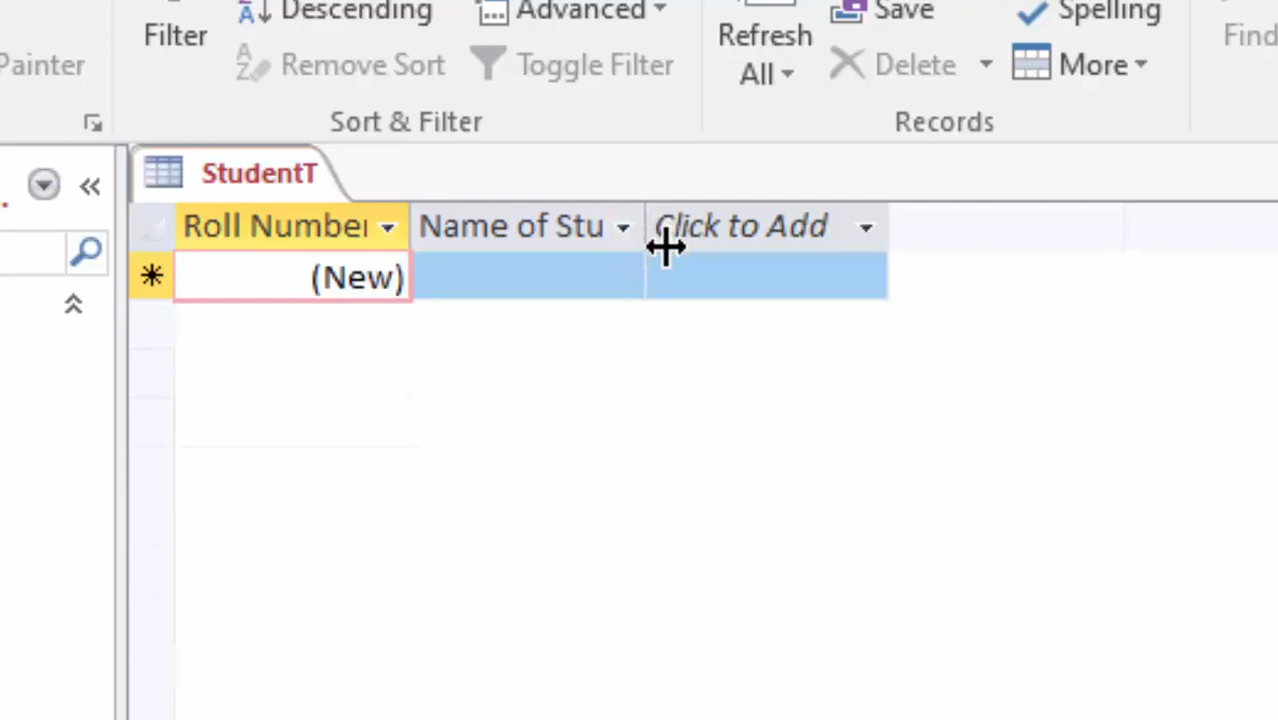 Descending
Advanced
Save
Spelling
Filter
Refresh
Find
Painter
Remove Sort
Toggle Filter
All
Delete
More
Sort & Filter
Records
StudentT
Roll Number
Name of Stu
Click to Add
(New)